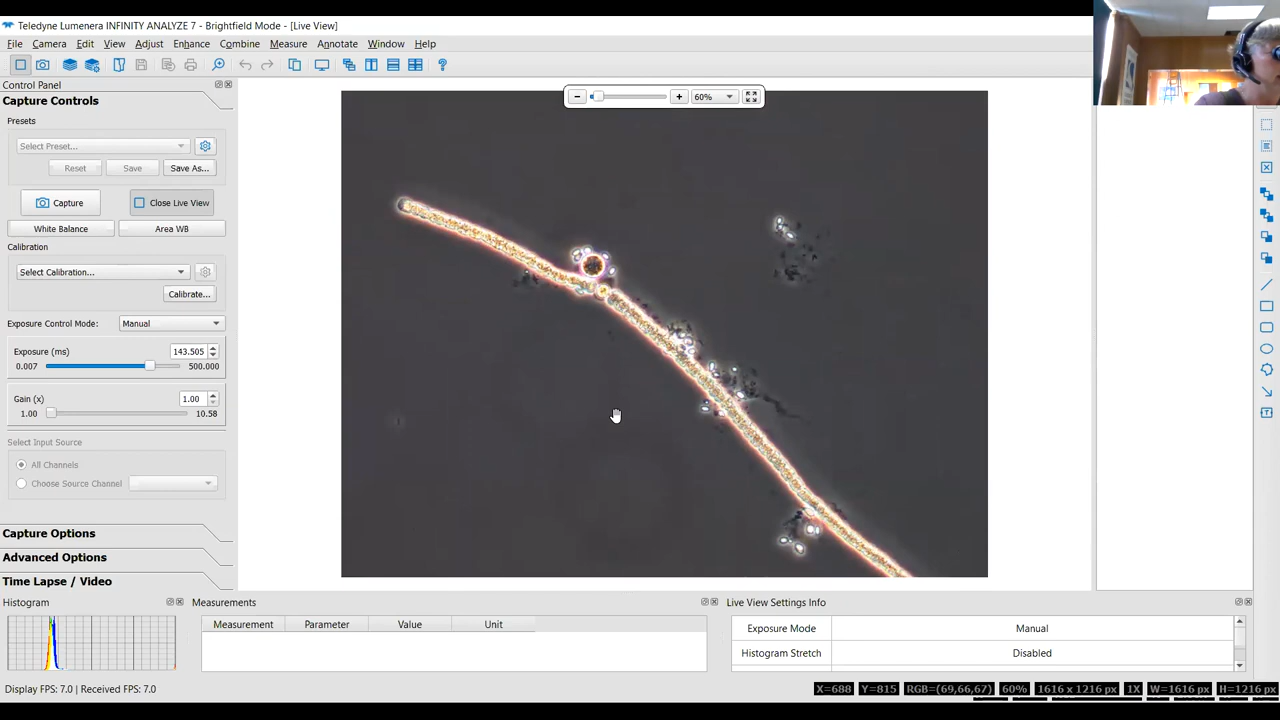 Teledyne Lumenera INFINITY ANALYZE 7 - Brightfield Mode - [Live View]
File Camera Edit View Adjust Enhance Combine Measure Annotate Window Help
Control Panel
Capture Controls
Presets
Select Preset...
Reset Save Save As...
Capture Close Live View
White Balance Area WB
Calibration
Select Calibration...
Calibrate...
Exposure Control Mode: Manual
Exposure (ms) 143.505
0.007 500.000
Gain (x) 1.00
1.00 10.58
Select Input Source
All Channels
Choose Source Channel
Capture Options
Advanced Options
Time Lapse / Video
60%
Histogram
Measurements
Measurement Parameter Value Unit
Live View Settings Info
Exposure Mode Manual
Histogram Stretch Disabled
Display FPS: 7.0 | Received FPS: 7.0
X=688 Y=815 RGB=(69,66,67) 60% 1616 x 1216 px 1X W=1616 px H=1216 px